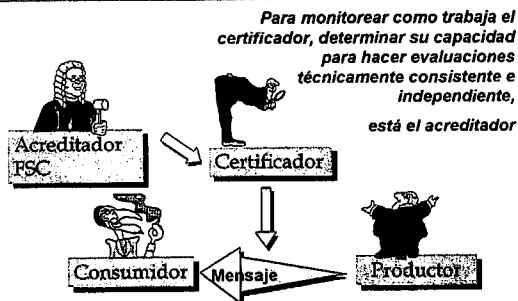 Para monitorear como trabaja el
certificador, determinar su capacidad
para hacer evaluaciones
técnicamente consistente e
independiente,
está el acreditador
Acreditador
FSC
Certificador
Consumidor
Mensaje
Productor